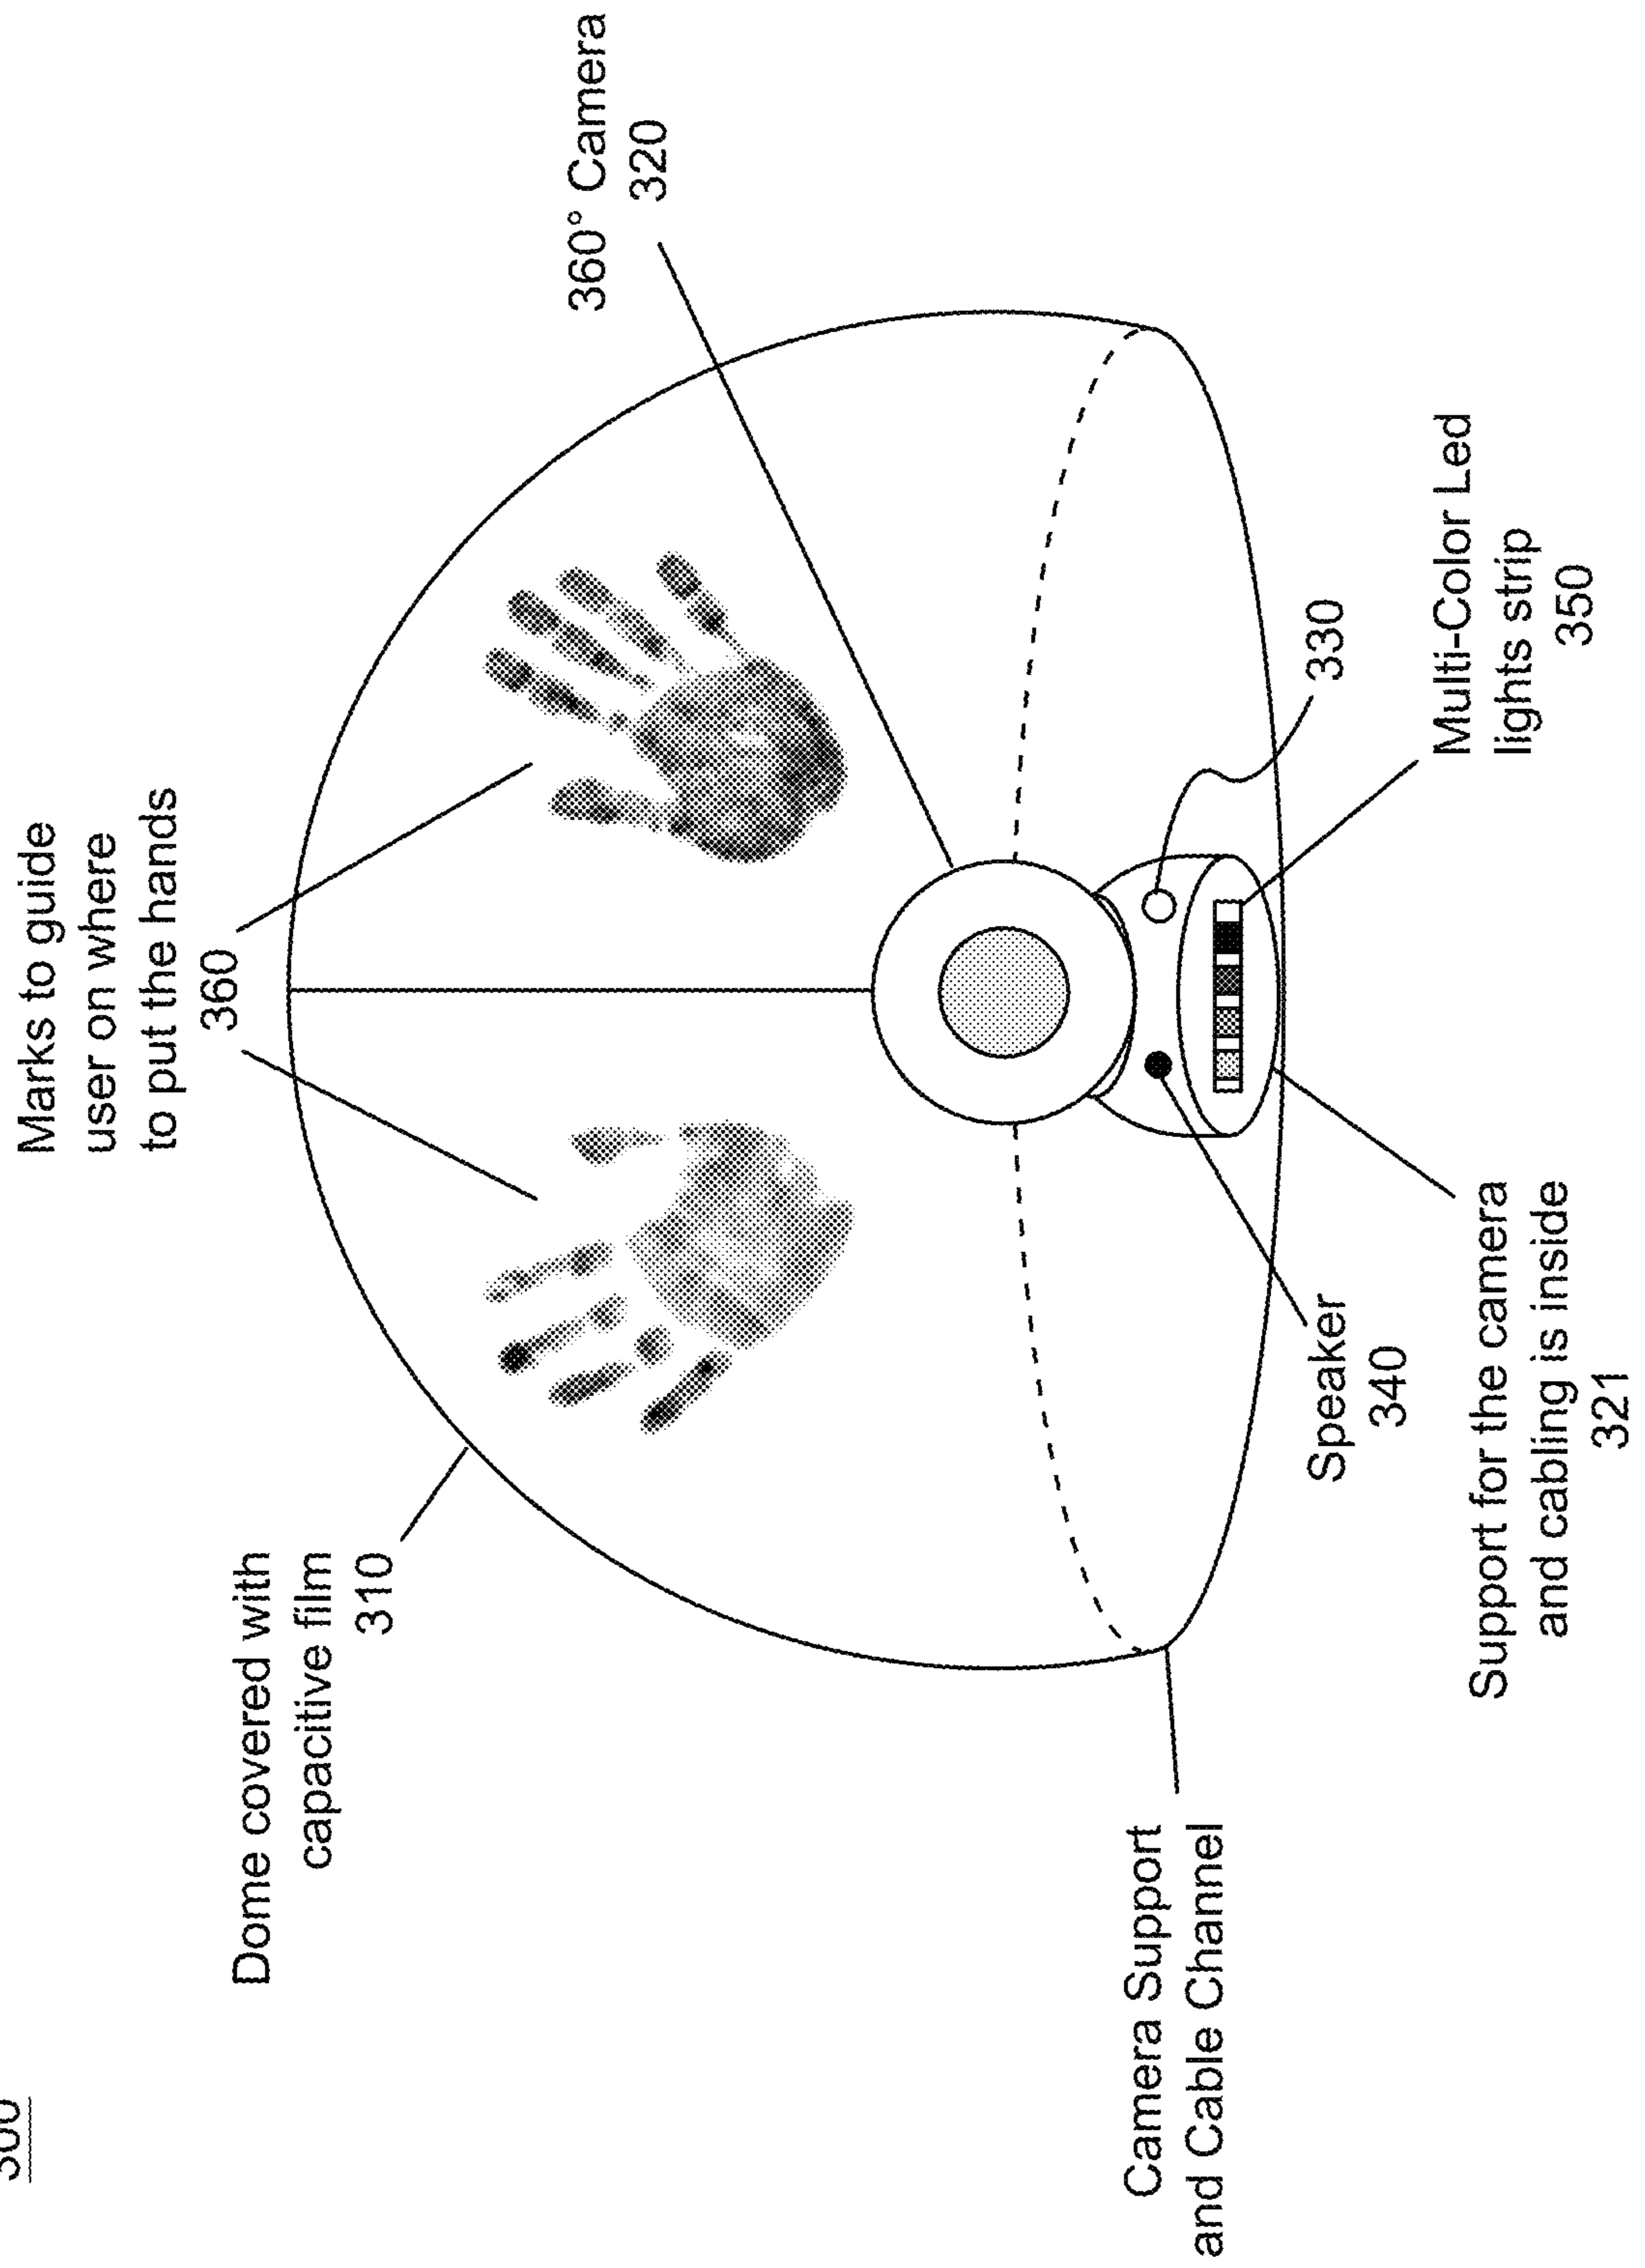 300
Marks to guide
user on where
to put the hands
360
Dome covered with
capacitive film
310
360° Camera
320
Camera Support
and Cable Channel
Speaker
340
330
Support for the camera
and cabling is inside
321
Multi-Color Led
lights strip
350